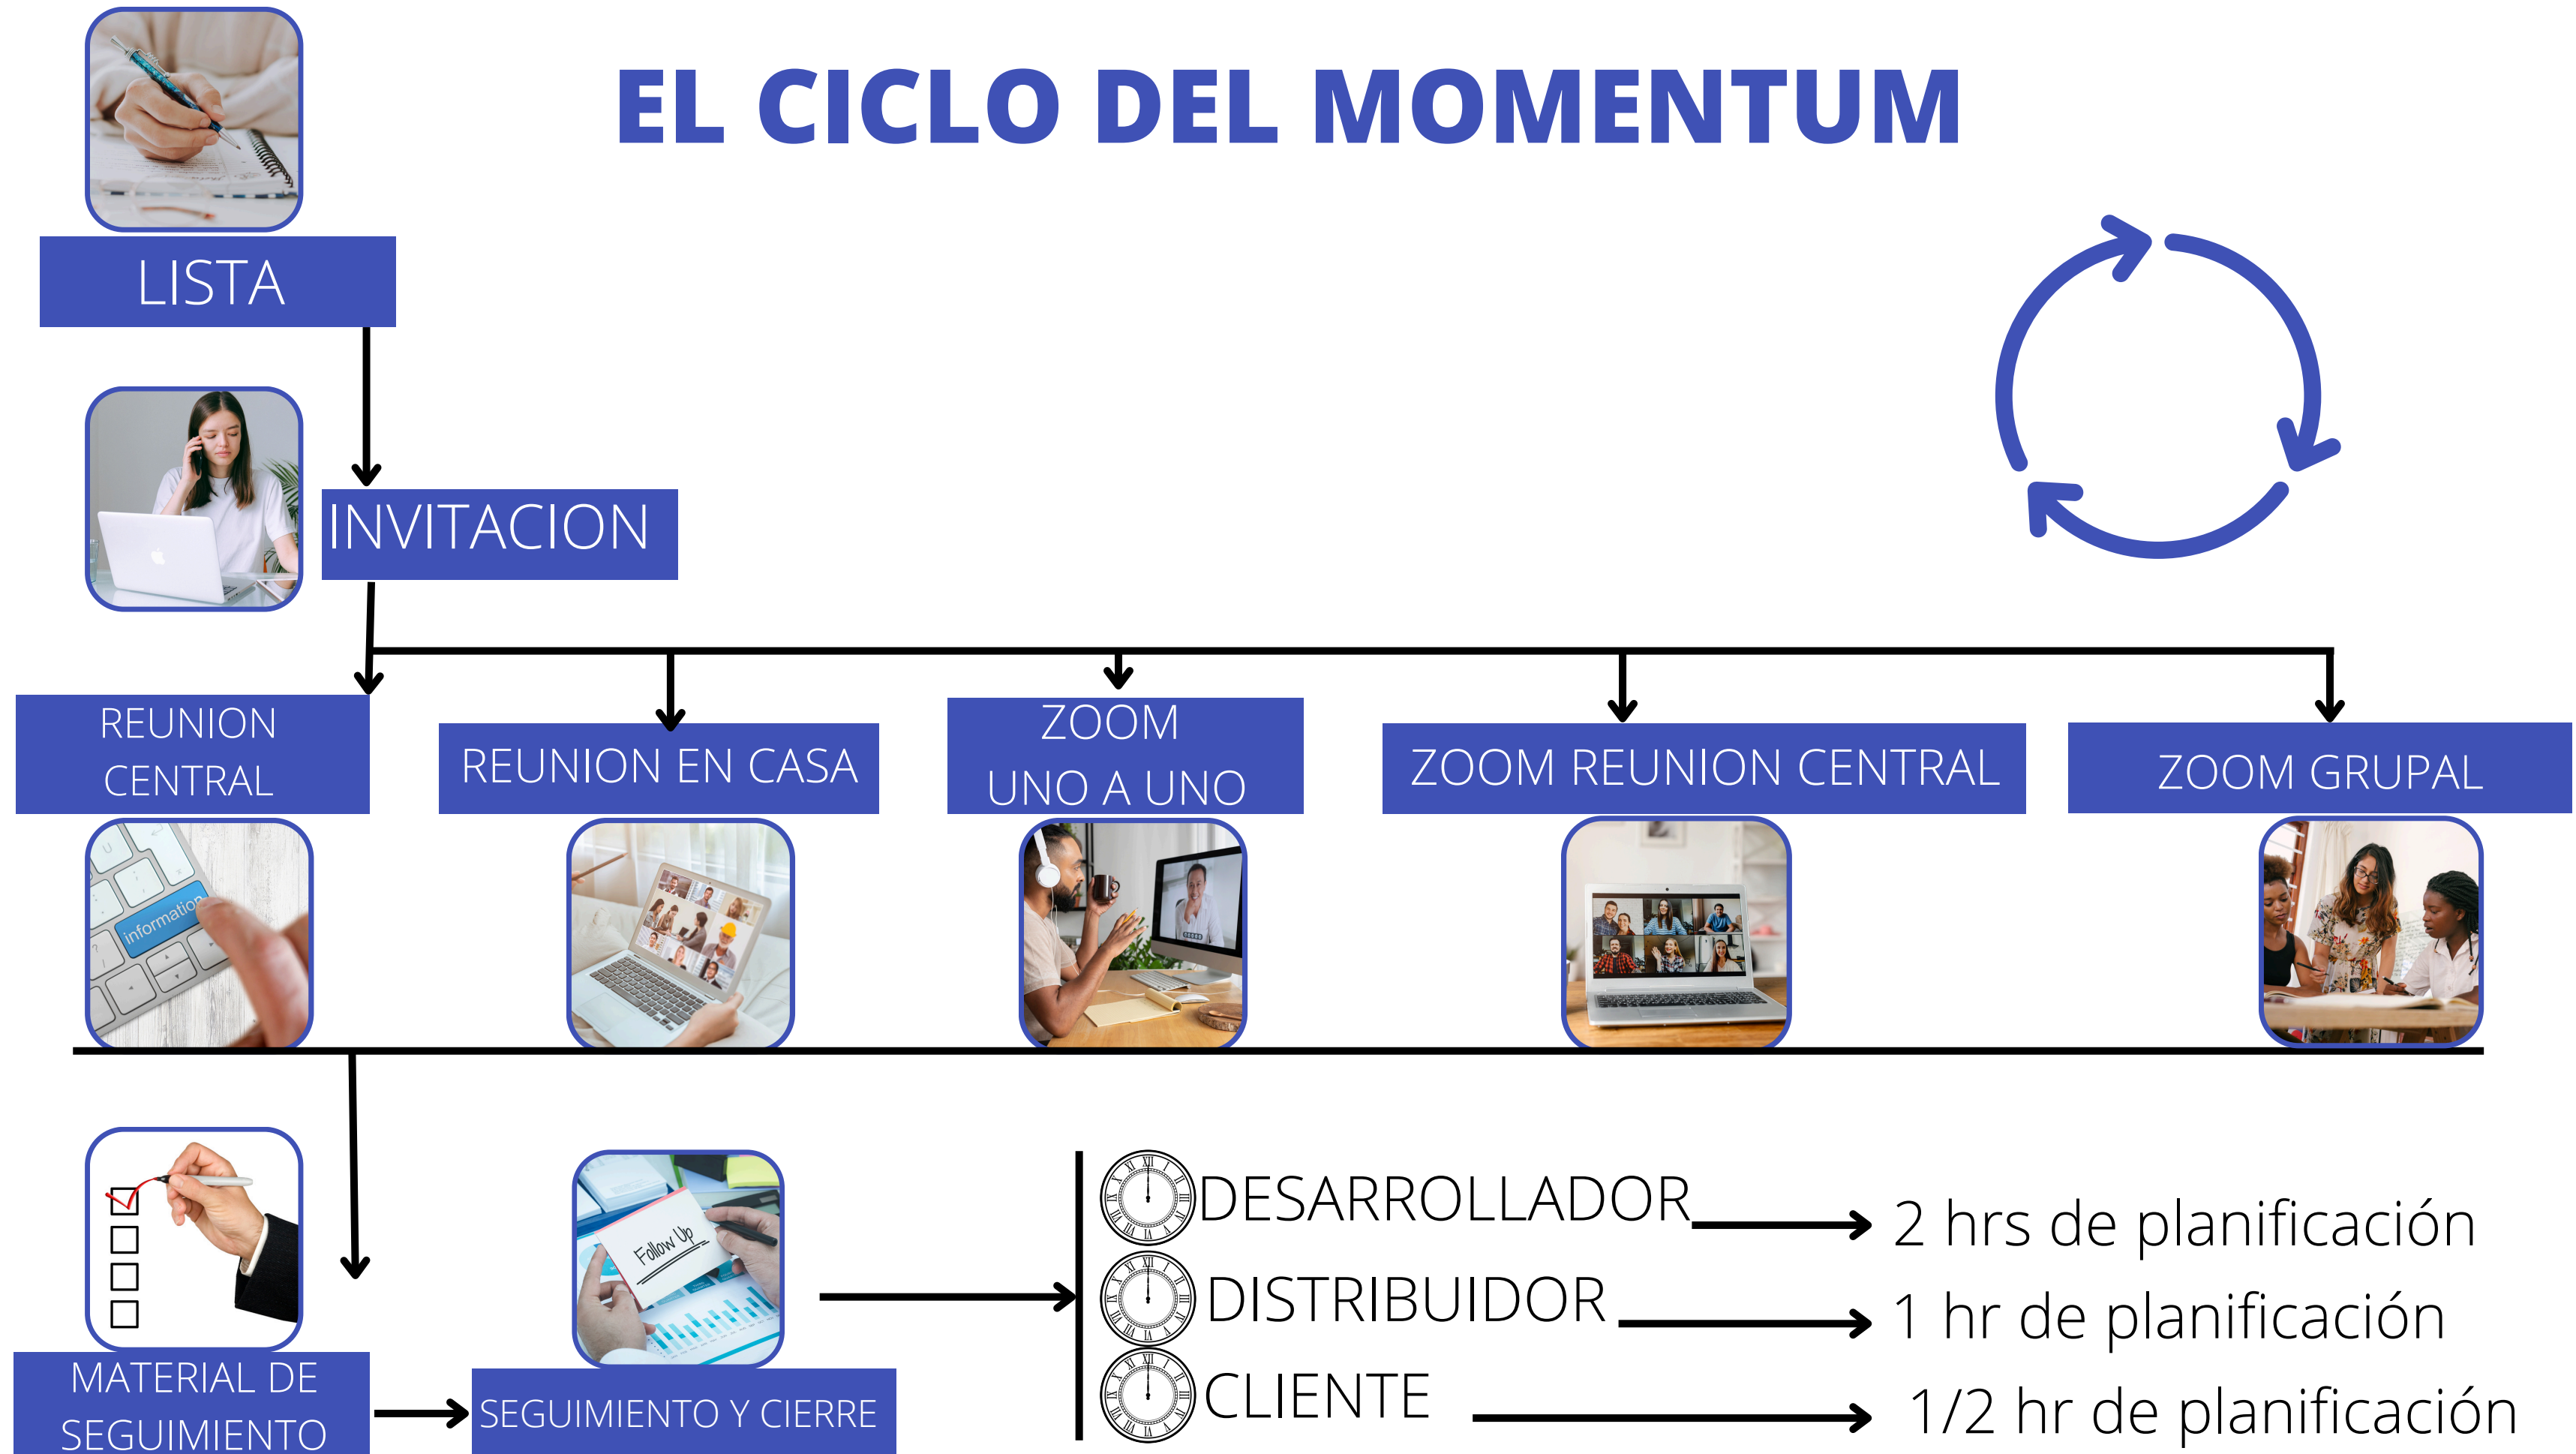 EL CICLO DEL MOMENTUM
LISTA
INVITACION
REUNION
CENTRAL
REUNION EN CASA
ZOOM
UNO A UNO
ZOOM REUNION CENTRAL
ZOOM GRUPAL
information
Follow Up
MATERIAL DE
SEGUIMIENTO
SEGUIMIENTO Y CIERRE
DESARROLLADOR
2 hrs de planificación
DISTRIBUIDOR
1 hr de planificación
CLIENTE
1/2 hr de planificación